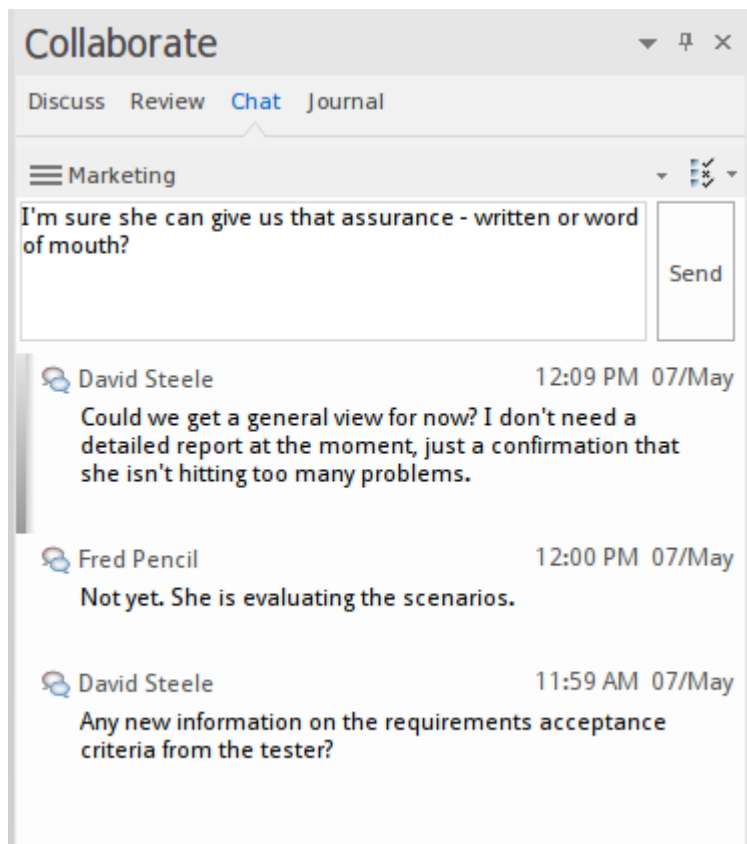 Collaborate
Discuss Review Chat Journal
Marketing
I'm sure she can give us that assurance - written or word
of mouth?
Send
David Steele 12:09 PM 07/May
Could we get a general view for now? I don't need a
detailed report at the moment, just a confirmation that
she isn't hitting too many problems.
Fred Pencil 12:00 PM 07/May
Not yet. She is evaluating the scenarios.
David Steele 11:59 AM 07/May
Any new information on the requirements acceptance
criteria from the tester?